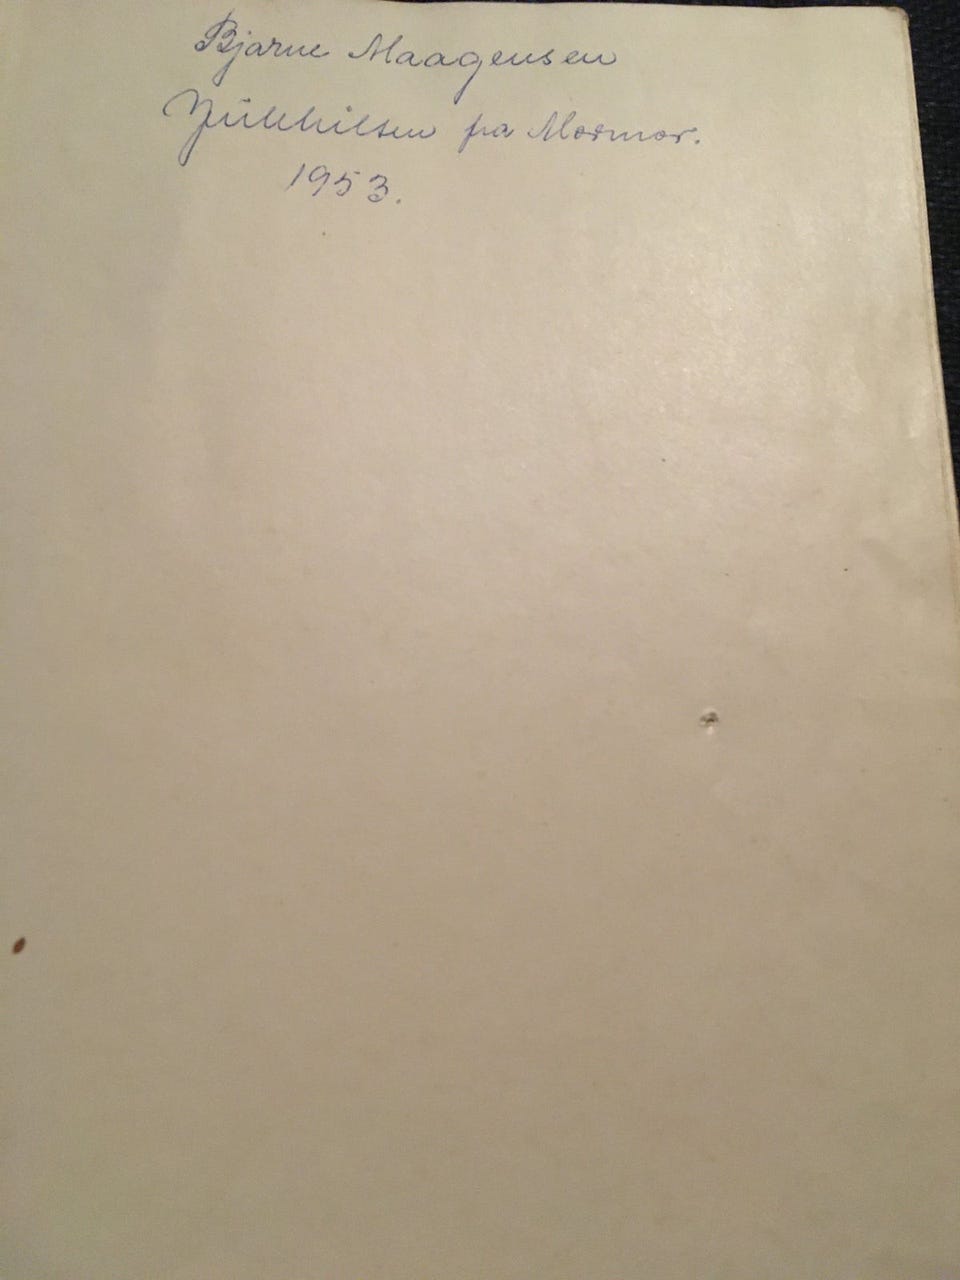 Bjarne Maagensen
Julehilsen fra Mormor.
1953.